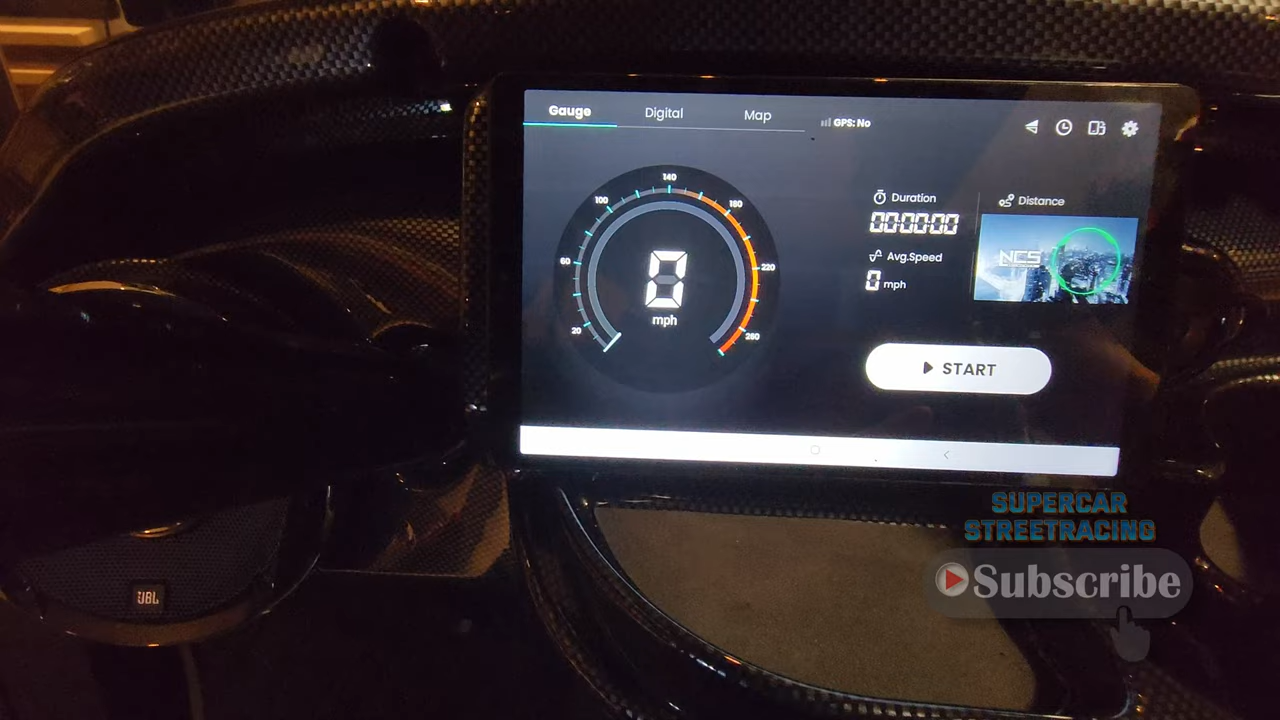 Gauge Digital Map GPS: No
Duration Distance
00:00:00
NCS
Avg.Speed
0 mph
START
20 60 100 140 180 220 260
0
mph
JBL
SUPERCAR
STREETRACING
Subscribe